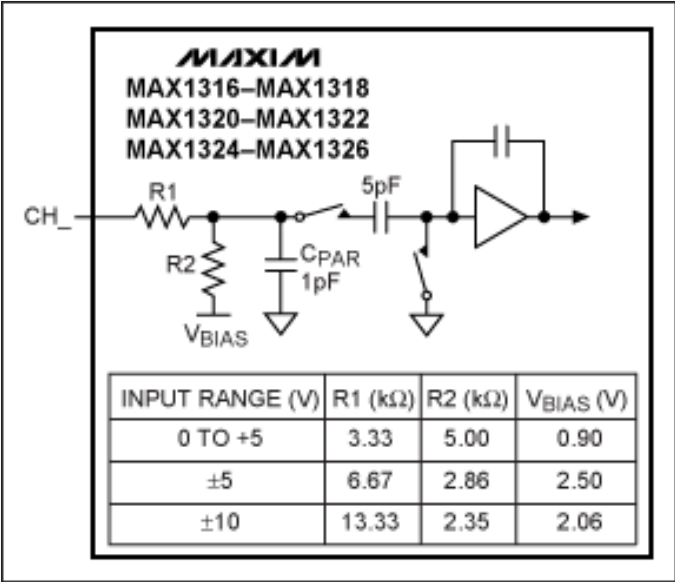 MAXIM
MAX1316–MAX1318
MAX1320–MAX1322
MAX1324–MAX1326
R1
5pF
CH_
R2
CPAR
1pF
VBIAS
INPUT RANGE (V) R1 (kΩ) R2 (kΩ) VBIAS (V)
0 TO +5 3.33 5.00 0.90
±5 6.67 2.86 2.50
±10 13.33 2.35 2.06